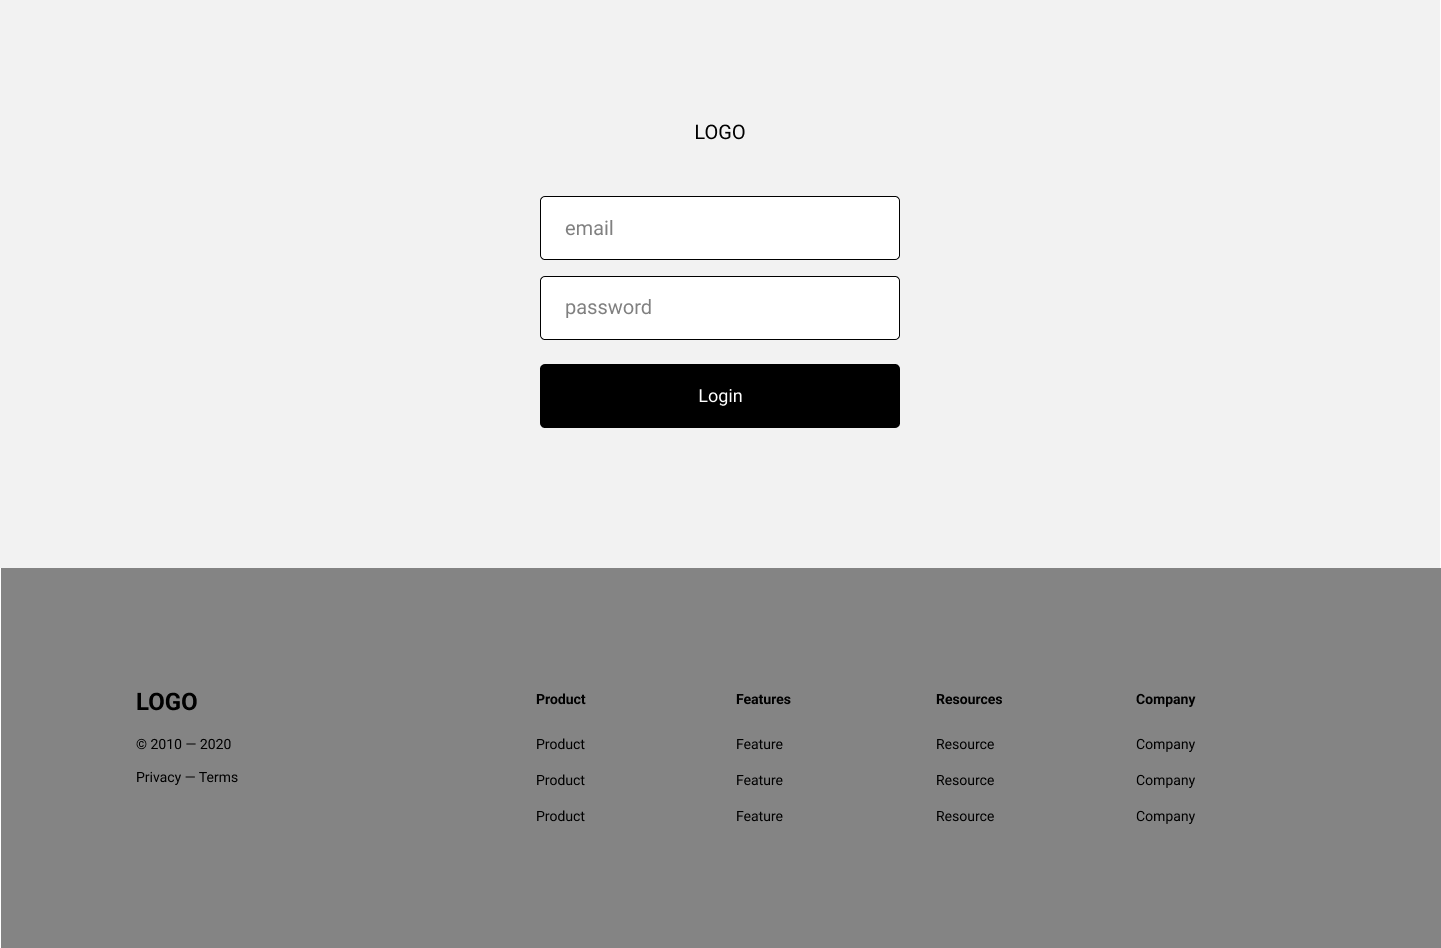 LOGO
email
password
Login
LOGO
© 2010 — 2020
Privacy — Terms
Product
Product
Product
Product
Features
Feature
Feature
Feature
Resources
Resource
Resource
Resource
Company
Company
Company
Company